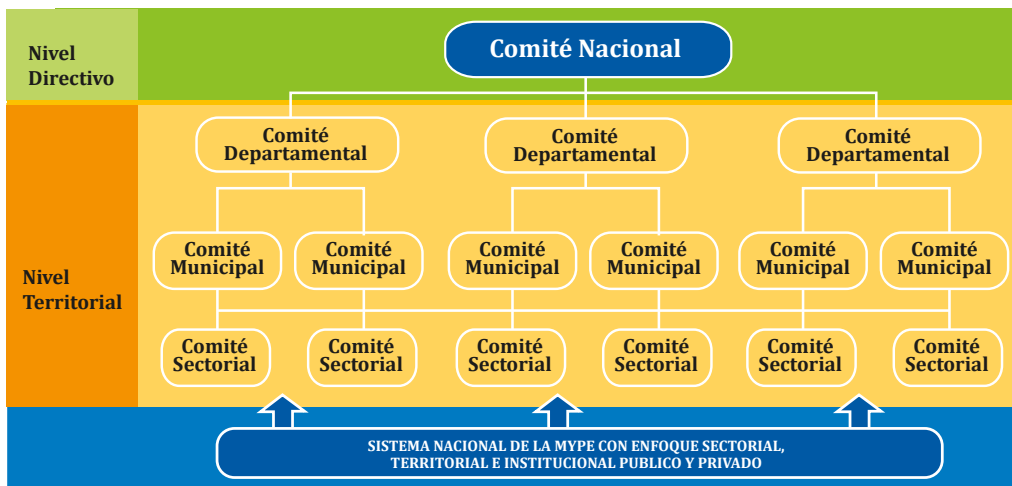 Nivel
Directivo
Comité Nacional
Comité
Departamental
Comité
Departamental
Comité
Departamental
Nivel
Territorial
Comité
Municipal
Comité
Municipal
Comité
Municipal
Comité
Municipal
Comité
Municipal
Comité
Municipal
Comité
Sectorial
Comité
Sectorial
Comité
Sectorial
Comité
Sectorial
Comité
Sectorial
Comité
Sectorial
SISTEMA NACIONAL DE LA MYPE CON ENFOQUE SECTORIAL,
TERRITORIAL E INSTITUCIONAL PUBLICO Y PRIVADO